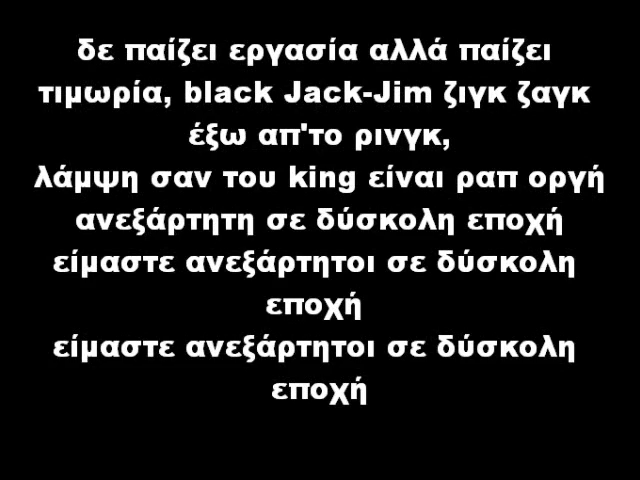 δε παίζει εργασία αλλά παίζει
τιμωρία, black Jack-Jim ζιγκ ζαγκ
έξω απ'το ρινγκ,
λάμψη σαν του king είναι ραπ οργή
ανεξάρτητη σε δύσκολη εποχή
είμαστε ανεξάρτητοι σε δύσκολη
εποχή
είμαστε ανεξάρτητοι σε δύσκολη
εποχή